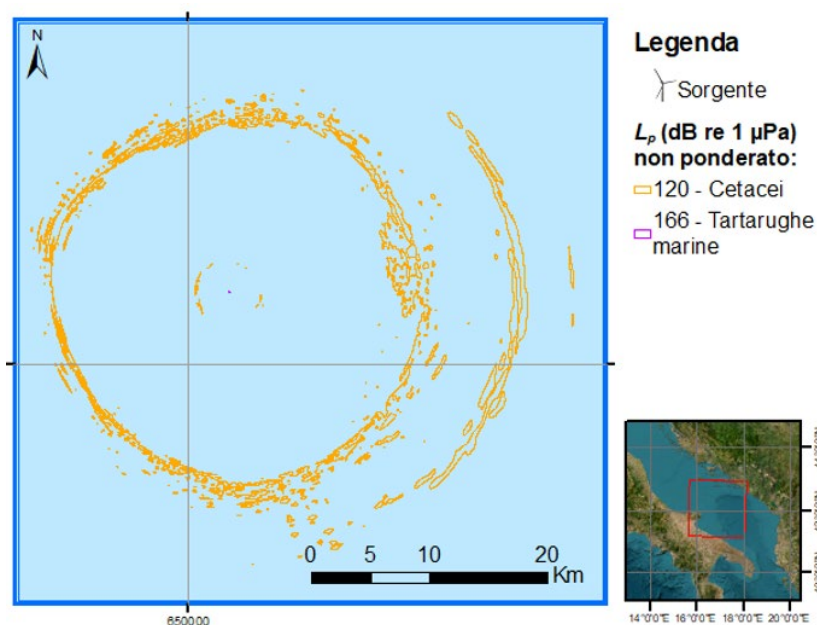 N
Legenda
Sorgente
Lp (dB re 1 µPa)
non ponderato:
120 - Cetacei
166 - Tartarughe
marine
0 5 10 20
Km
650000
14°0'0"E 16°0'0"E 18°0'0"E 20°0'0"E